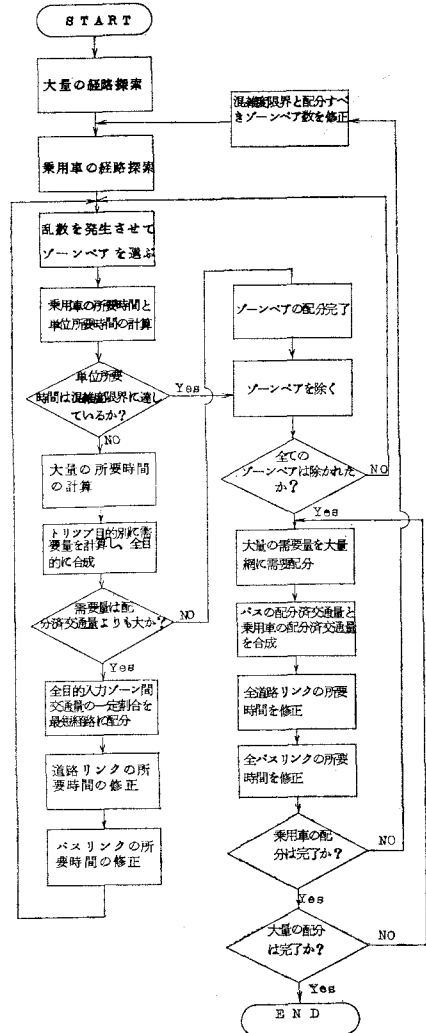 START
大量の経路探索
混雑度限界と配分すべ
きゾーンペア数を修正
乗用車の経路探索
乱数を発生させて
ゾーンペアを選ぶ
乗用車の所要時間と
単位所要時間の計算
単位所要
時間は混雑度限界に達し
ているか?
Yes
NO
大量の所要時間
の計算
トリップ目的別に需
要量を計算し、全目
的に合成
需要量は配
分済交通量よりも大か?
NO
Yes
全目的入力ゾーン間
交通量の一定割合を
最短経路に配分
道路リンクの所
要時間の修正
バスリンクの所
要時間の修正
ゾーンペアの配分完了
ゾーンペアを除く
全ての
ゾーンペアは除かれた
か?
NO
Yes
大量の需要量を大量
網に需要配分
バスの配分済交通量と
乗用車の配分済交通量
を合成
全道路リンクの所要
時間を修正
全バスリンクの所要
時間を修正
乗用車の配
分は完了か?
NO
Yes
大量の配分
は完了か?
NO
Yes
END